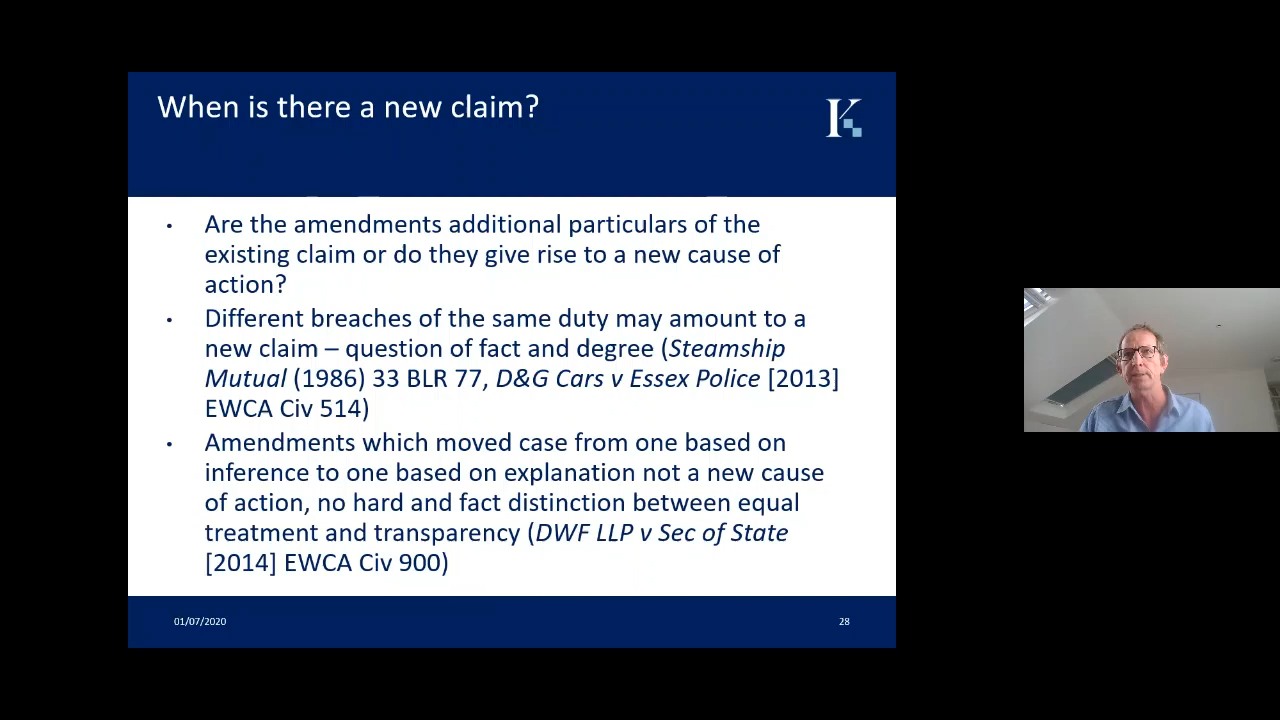 When is there a new claim?
K
• Are the amendments additional particulars of the
existing claim or do they give rise to a new cause of
action?
• Different breaches of the same duty may amount to a
new claim – question of fact and degree (Steamship
Mutual (1986) 33 BLR 77, D&G Cars v Essex Police [2013]
EWCA Civ 514)
• Amendments which moved case from one based on
inference to one based on explanation not a new cause
of action, no hard and fact distinction between equal
treatment and transparency (DWF LLP v Sec of State
[2014] EWCA Civ 900)
01/07/2020
28